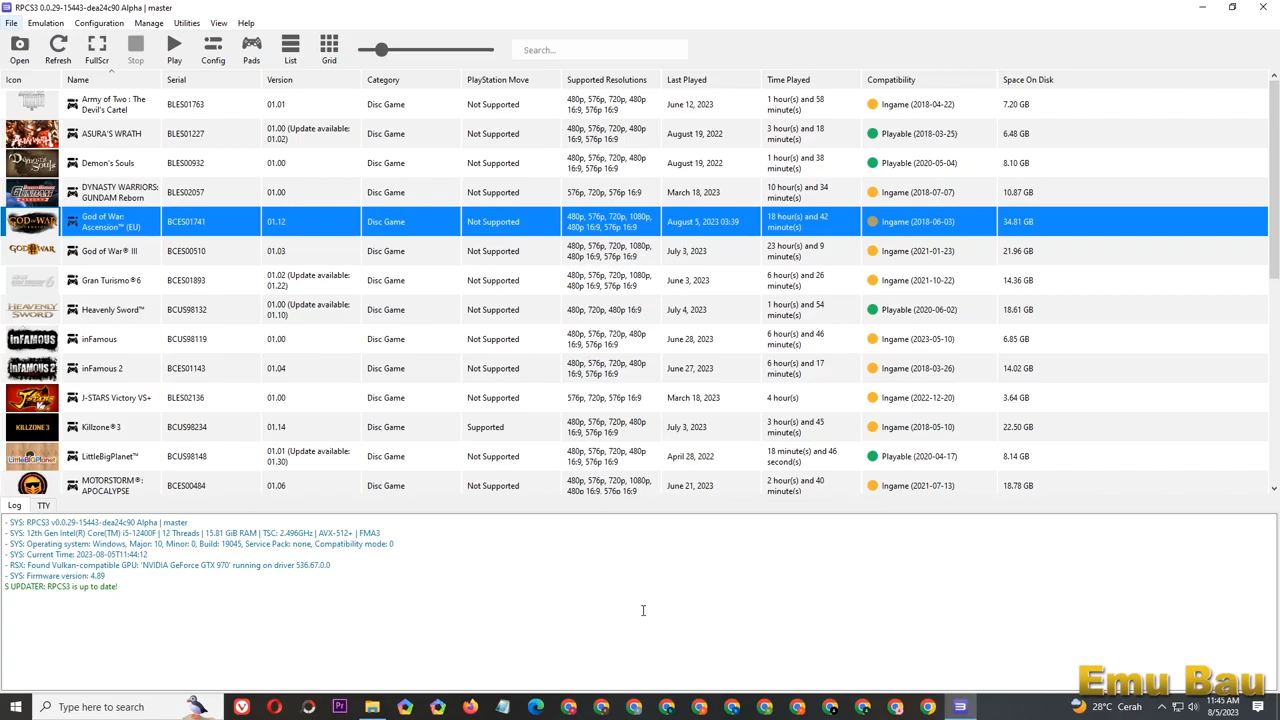 RPCS3 0.0.29-15443-dea24c90 Alpha | master
File Emulation Configuration Manage Utilities View Help
Open Refresh FullScr Stop Play Config Pads List Grid Search...
Icon Name Serial Version Category PlayStation Move Supported Resolutions Last Played Time Played Compatibility Space On Disk
Army of Two : The Devil's Cartel BLES01763 01.01 Disc Game Not Supported 480p, 576p, 720p, 480p 16:9, 576p 16:9 June 12, 2023 1 hour(s) and 58 minute(s) Ingame (2018-04-22) 7.20 GB
ASURA'S WRATH BLES01227 01.00 (Update available: 01.02) Disc Game Not Supported 480p, 576p, 720p, 480p 16:9, 576p 16:9 August 19, 2022 3 hour(s) and 18 minute(s) Playable (2018-03-25) 6.48 GB
Demon's Souls BLES00932 01.00 Disc Game Not Supported 480p, 576p, 720p, 480p 16:9, 576p 16:9 August 19, 2022 1 hour(s) and 38 minute(s) Playable (2020-05-04) 8.10 GB
DYNASTY WARRIORS: GUNDAM Reborn BLES02057 01.00 Disc Game Not Supported 576p, 720p, 576p 16:9 March 18, 2023 10 hour(s) and 34 minute(s) Ingame (2018-07-07) 10.87 GB
GOD OF WAR God of War: Ascension™ (EU) BCES01741 01.12 Disc Game Not Supported 480p, 576p, 720p, 1080p, 480p 16:9, 576p 16:9 August 5, 2023 03:39 18 hour(s) and 42 minute(s) Ingame (2018-06-03) 34.81 GB
GOD WAR God of War® III BCES00510 01.03 Disc Game Not Supported 480p, 576p, 720p, 1080p, 480p 16:9, 576p 16:9 July 3, 2023 23 hour(s) and 9 minute(s) Ingame (2021-01-23) 21.96 GB
Gran Turismo®6 BCES01893 01.02 (Update available: 01.22) Disc Game Not Supported 480p, 576p, 720p, 1080p, 480p 16:9, 576p 16:9 June 3, 2023 6 hour(s) and 26 minute(s) Ingame (2021-10-22) 14.36 GB
HEAVENLY SWORD Heavenly Sword™ BCUS98132 01.00 (Update available: 01.10) Disc Game Not Supported 480p, 720p, 480p 16:9 July 4, 2023 1 hour(s) and 54 minute(s) Playable (2020-06-02) 18.61 GB
inFAMOUS inFamous BCUS98119 01.00 Disc Game Not Supported 480p, 576p, 720p, 480p 16:9, 576p 16:9 June 28, 2023 6 hour(s) and 46 minute(s) Ingame (2023-05-10) 6.85 GB
inFAMOUS 2 inFamous 2 BCES01143 01.04 Disc Game Not Supported 480p, 576p, 720p, 480p 16:9, 576p 16:9 June 27, 2023 6 hour(s) and 17 minute(s) Ingame (2018-03-26) 14.02 GB
J-STARS Victory VS+ BLES02136 01.00 Disc Game Not Supported 576p, 720p, 576p 16:9 March 18, 2023 4 hour(s) Ingame (2022-12-20) 3.64 GB
KILLZONE 3 Killzone®3 BCUS98234 01.14 Disc Game Supported 480p, 576p, 720p, 480p 16:9, 576p 16:9 July 3, 2023 3 hour(s) and 45 minute(s) Ingame (2018-05-10) 22.50 GB
LittleBigPlanet LittleBigPlanet™ BCUS98148 01.01 (Update available: 01.30) Disc Game Not Supported 480p, 576p, 720p, 480p 16:9, 576p 16:9 April 28, 2022 18 minute(s) and 46 second(s) Playable (2020-04-17) 8.14 GB
MOTORSTORM®: APOCALYPSE BCES00484 01.06 Disc Game Not Supported 480p, 576p, 720p, 1080p, 480p 16:9, 576p 16:9 June 21, 2023 2 hour(s) and 40 minute(s) Ingame (2021-07-13) 18.78 GB
Log TTY
- SYS: RPCS3 v0.0.29-15443-dea24c90 Alpha | master
- SYS: 12th Gen Intel(R) Core(TM) i5-12400F | 12 Threads | 15.81 GiB RAM | TSC: 2.496GHz | AVX-512+ | FMA3
- SYS: Operating system: Windows, Major: 10, Minor: 0, Build: 19045, Service Pack: none, Compatibility mode: 0
- SYS: Current Time: 2023-08-05T11:44:12
- RSX: Found Vulkan-compatible GPU: 'NVIDIA GeForce GTX 970' running on driver 536.67.0.0
- SYS: Firmware version: 4.89
S UPDATER: RPCS3 is up to date!
Emu Bau
Type here to search Pr 28°C Cerah 11:45 AM
8/5/2023